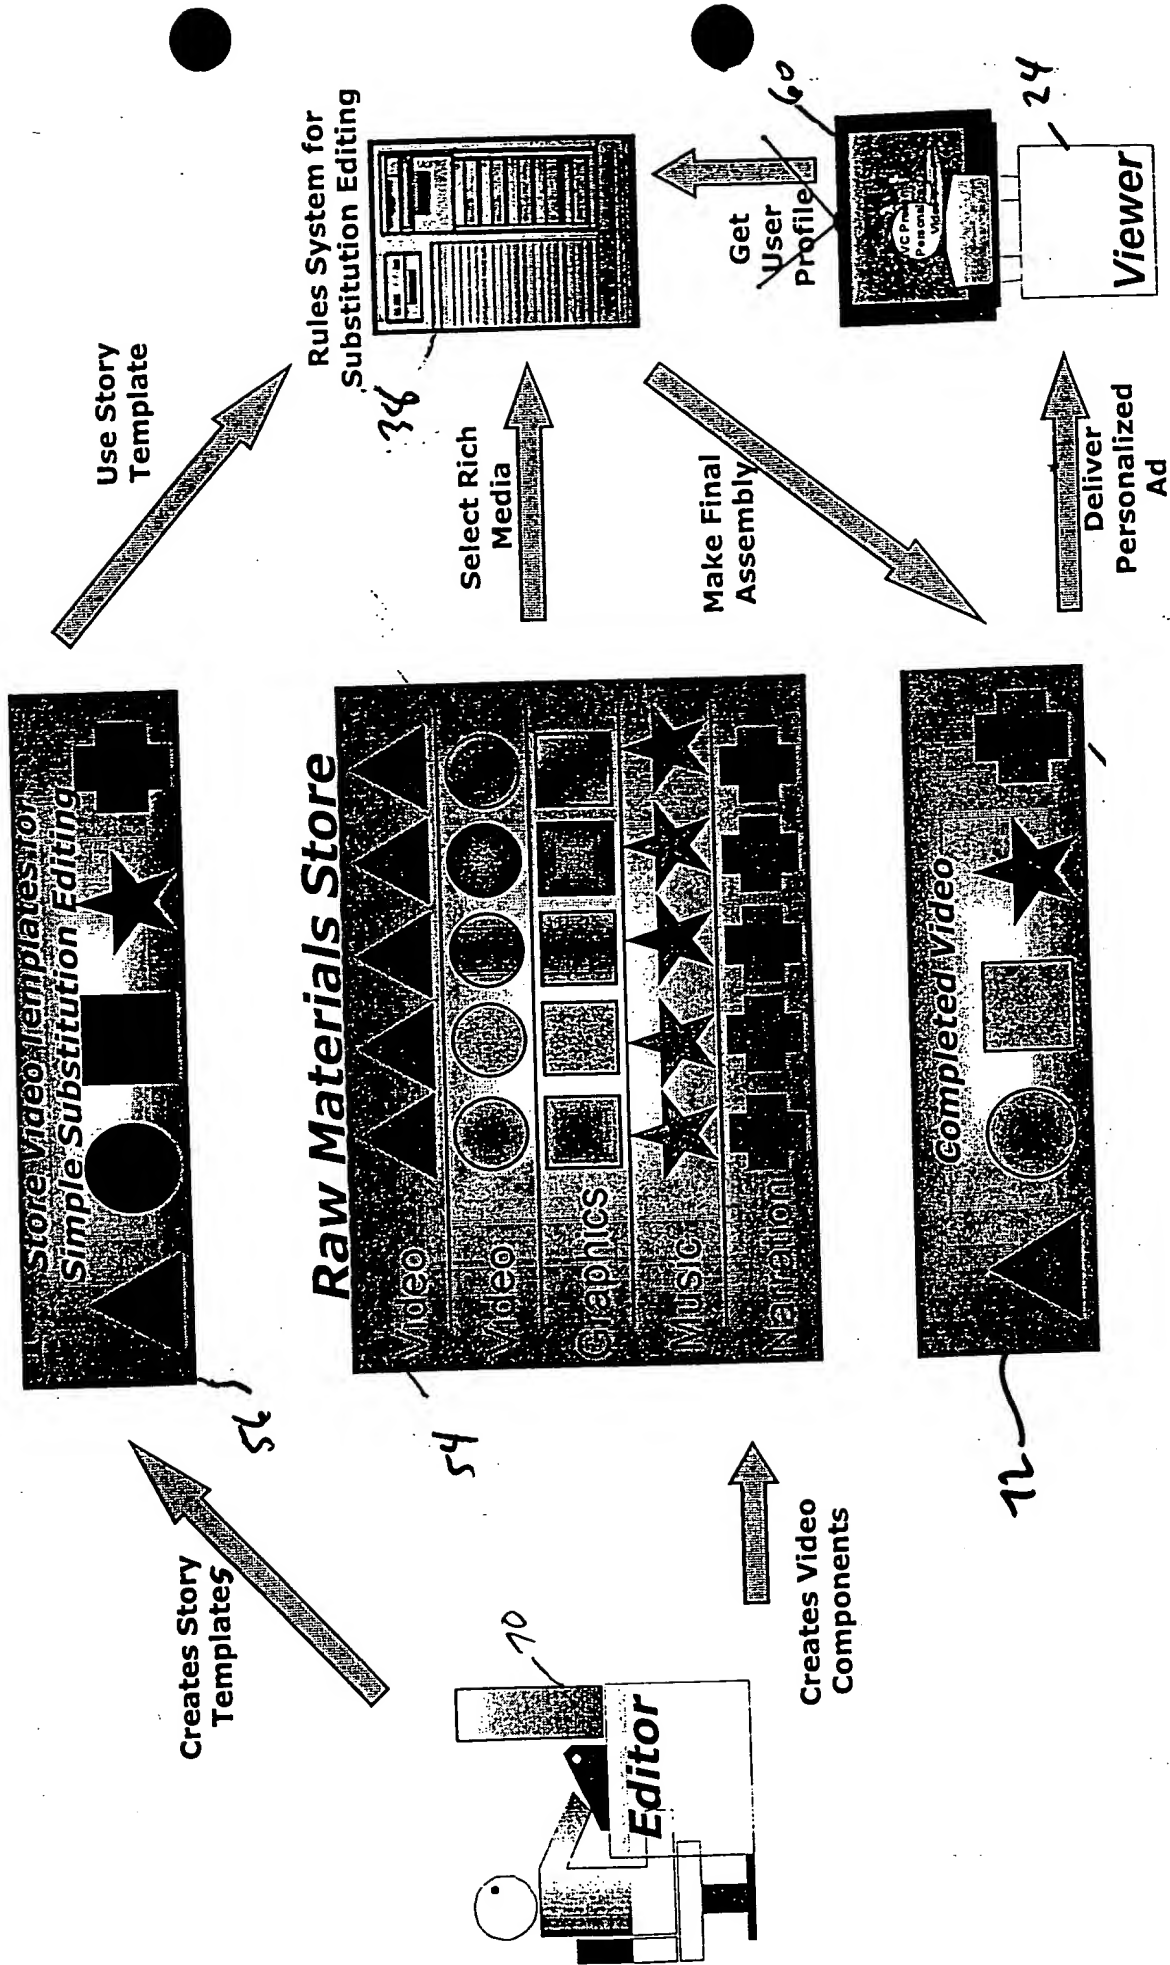 Store Video Templates for
Simple Substitution Editing
56
Use Story
Template
Creates Story
Templates
Rules System for
Substitution Editing
Raw Materials Store
Video
Video
Graphics
Music
Narration
54
Select Rich
Media
Get
User
Profile
60
Personal
Video
24
Viewer
70
Editor
Creates Video
Components
Make Final
Assembly
Completed Video
Deliver
Personalized
Ad